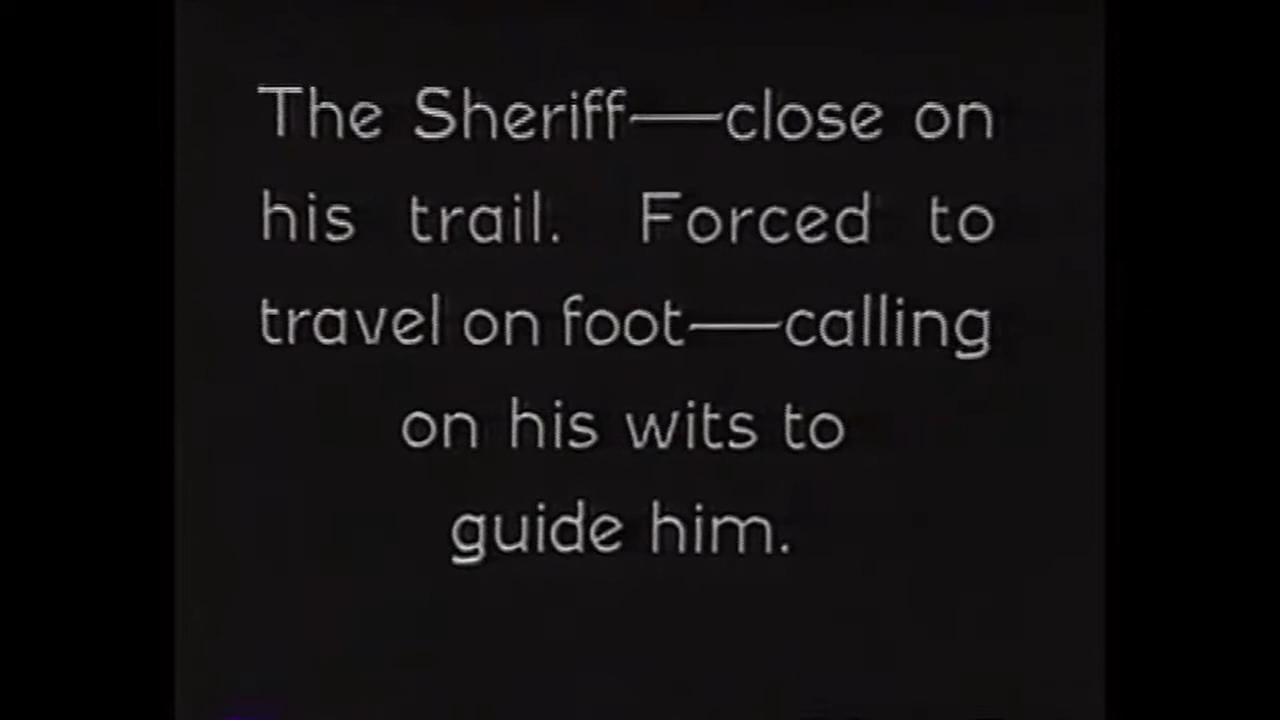 The Sheriff—close on
his trail. Forced to
travel on foot—calling
on his wits to
guide him.